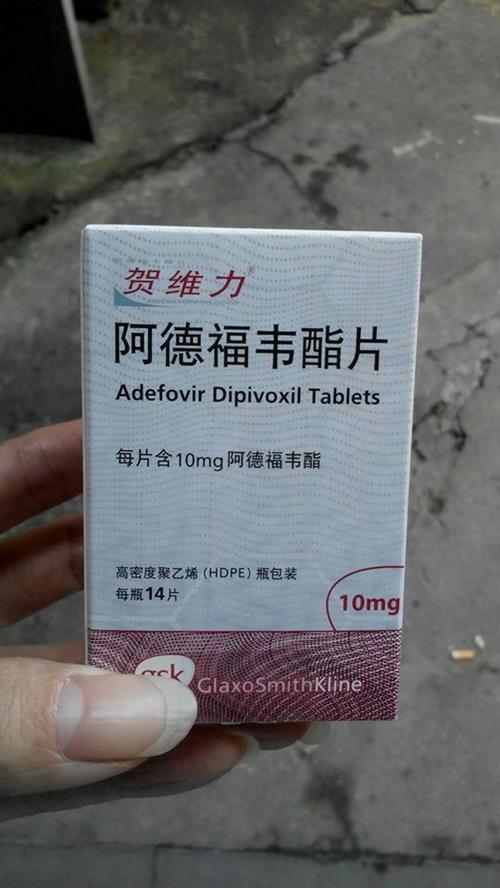 贺维力®
阿德福韦酯片
Adefovir Dipivoxil Tablets
每片含10mg阿德福韦酯
高密度聚乙烯（HDPE）瓶包装
每瓶14片
10mg
gsk GlaxoSmithKline